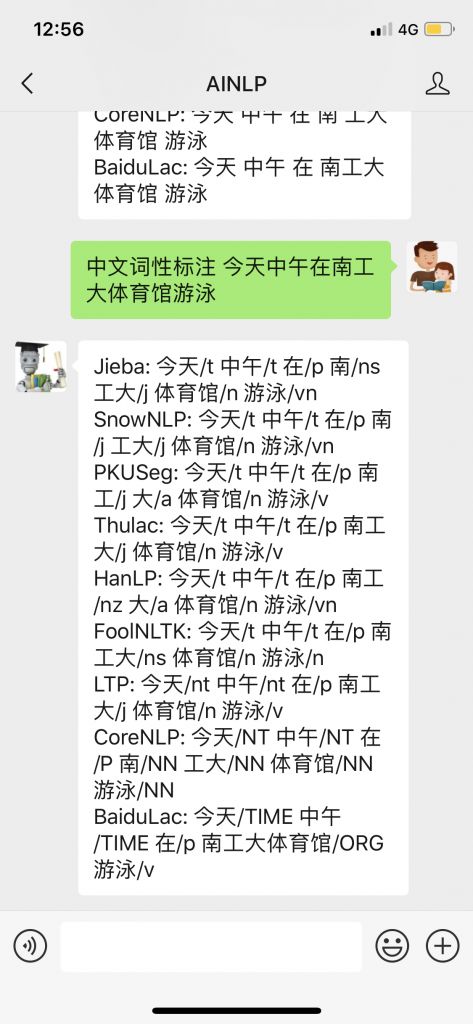 12:56
4G
AINLP
CoreNLP: 今天 中午 在 南 工大
体育馆 游泳
BaiduLac: 今天 中午 在 南工大
体育馆 游泳
中文词性标注 今天中午在南工
大体育馆游泳
Jieba: 今天/t 中午/t 在/p 南/ns
工大/j 体育馆/n 游泳/vn
SnowNLP: 今天/t 中午/t 在/p 南
/j 工大/j 体育馆/n 游泳/vn
PKUSeg: 今天/t 中午/t 在/p 南
工/j 大/a 体育馆/n 游泳/v
Thulac: 今天/t 中午/t 在/p 南工
大/j 体育馆/n 游泳/v
HanLP: 今天/t 中午/t 在/p 南工
/nz 大/a 体育馆/n 游泳/vn
FoolNLTK: 今天/t 中午/t 在/p 南
工大/ns 体育馆/n 游泳/n
LTP: 今天/nt 中午/nt 在/p 南工
大/j 体育馆/n 游泳/v
CoreNLP: 今天/NT 中午/NT 在
/P 南/NN 工大/NN 体育馆/NN
游泳/NN
BaiduLac: 今天/TIME 中午
/TIME 在/p 南工大体育馆/ORG
游泳/v